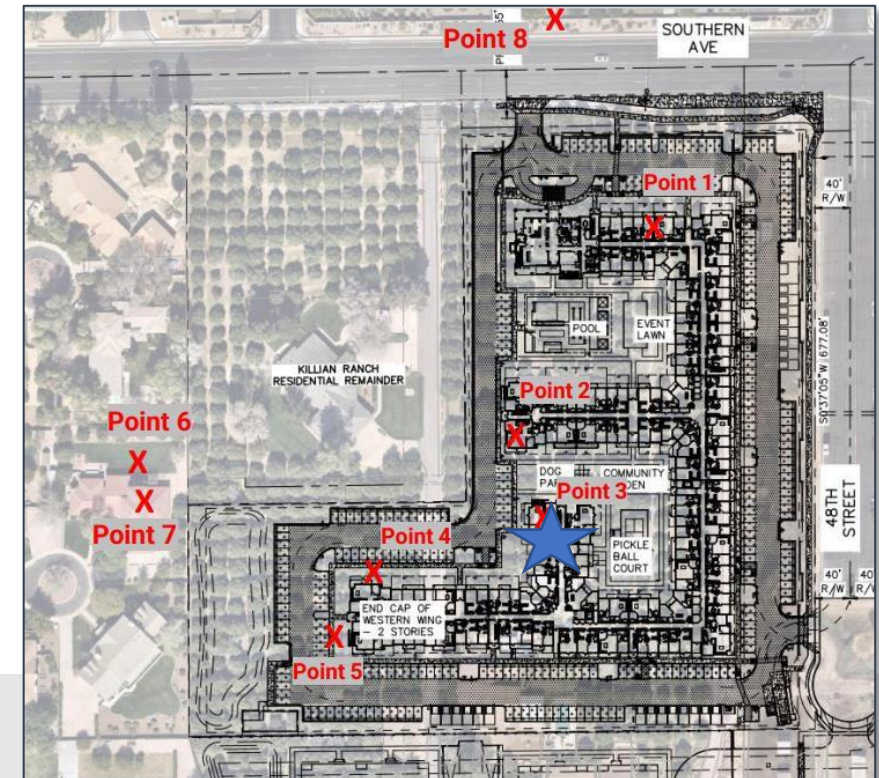 Point 8
SOUTHERN
AVE
Point 1
40'
R/W
POOL
EVENT
LAWN
KILLIAN RANCH
RESIDENTIAL REMAINDER
Point 2
S0°37'05"W 677.08'
Point 6
X
DOG
COMMUNITY
Point 3
Point 7
48TH
STREET
Point 4
PICKLE
BALL
COURT
END CAP OF
WESTERN WING
- 2 STORIES
40'
R/W
40'
Point 5